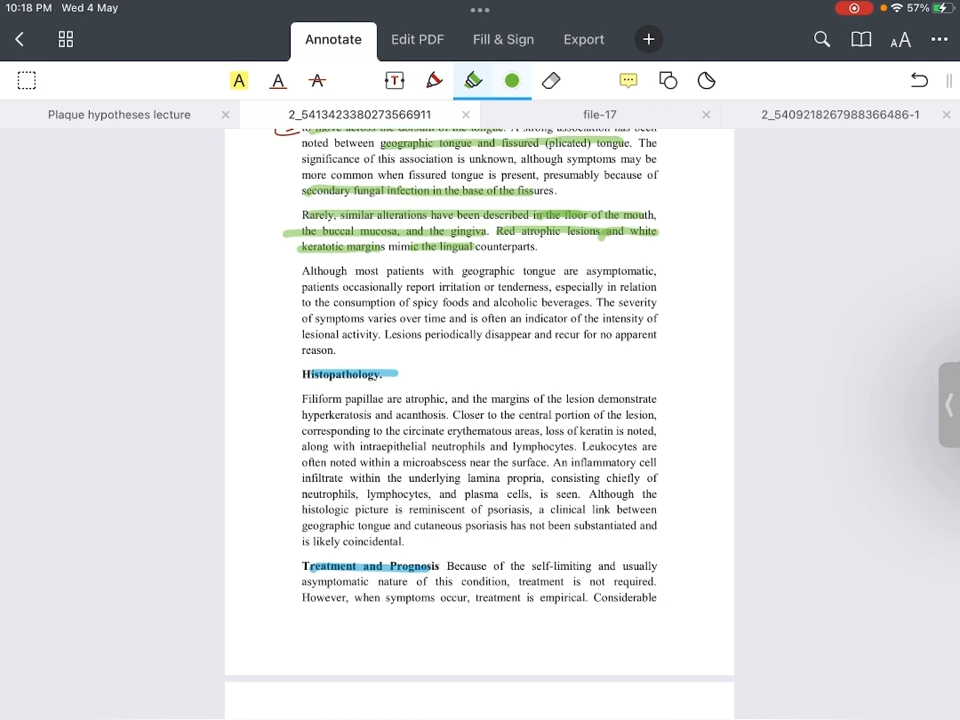 10:18 PM Wed 4 May
57%
Annotate Edit PDF Fill & Sign Export
Plaque hypotheses lecture
2_5413423380273566911
file-17
2_5409218267988366486-1
to move across the dorsum of the tongue. A strong association has been
noted between geographic tongue and fissured (plicated) tongue. The
significance of this association is unknown, although symptoms may be
more common when fissured tongue is present, presumably because of
secondary fungal infection in the base of the fissures.
Rarely, similar alterations have been described in the floor of the mouth,
the buccal mucosa, and the gingiva. Red atrophic lesions and white
keratotic margins mimic the lingual counterparts.
Although most patients with geographic tongue are asymptomatic,
patients occasionally report irritation or tenderness, especially in relation
to the consumption of spicy foods and alcoholic beverages. The severity
of symptoms varies over time and is often an indicator of the intensity of
lesional activity. Lesions periodically disappear and recur for no apparent
reason.
Histopathology.
Filiform papillae are atrophic, and the margins of the lesion demonstrate
hyperkeratosis and acanthosis. Closer to the central portion of the lesion,
corresponding to the circinate erythematous areas, loss of keratin is noted,
along with intraepithelial neutrophils and lymphocytes. Leukocytes are
often noted within a microabscess near the surface. An inflammatory cell
infiltrate within the underlying lamina propria, consisting chiefly of
neutrophils, lymphocytes, and plasma cells, is seen. Although the
histologic picture is reminiscent of psoriasis, a clinical link between
geographic tongue and cutaneous psoriasis has not been substantiated and
is likely coincidental.
Treatment and Prognosis Because of the self-limiting and usually
asymptomatic nature of this condition, treatment is not required.
However, when symptoms occur, treatment is empirical. Considerable